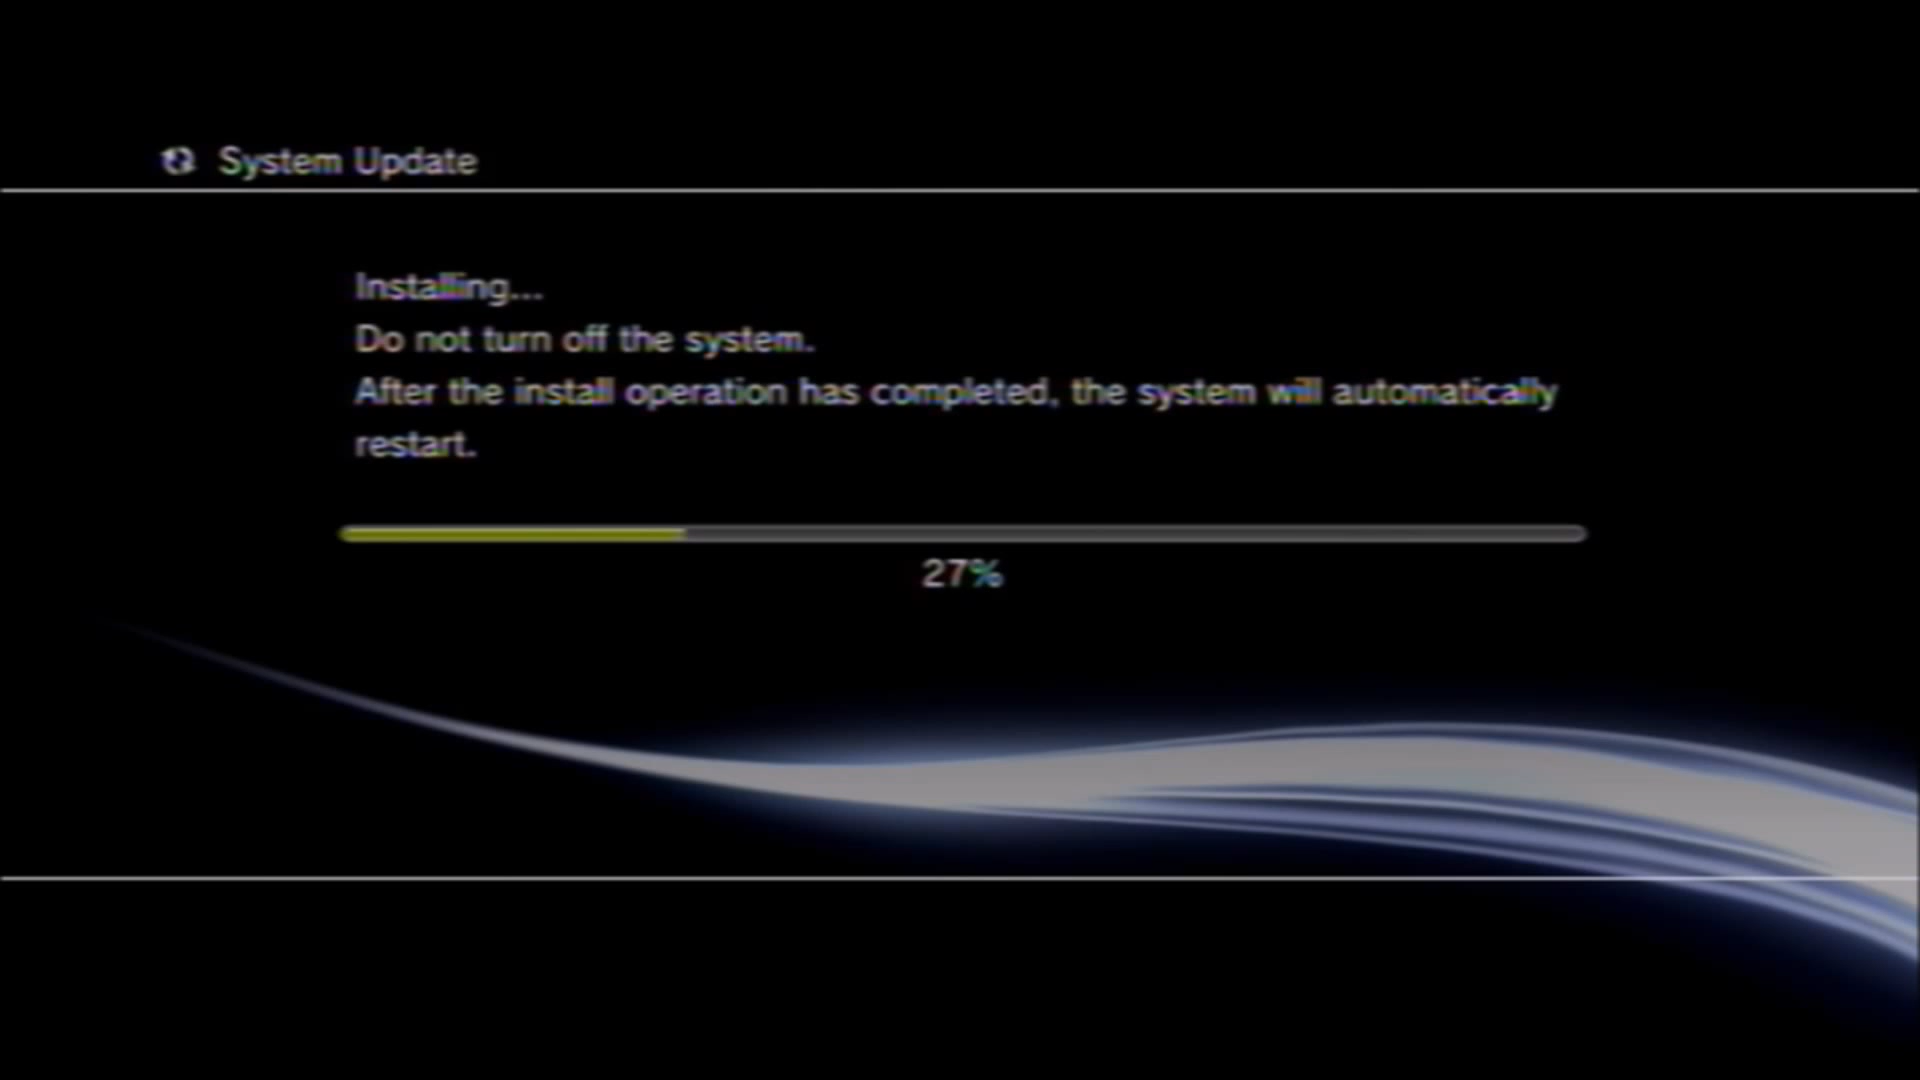 System Update
Installing...
Do not turn off the system.
After the install operation has completed, the system will automatically
restart.
27%